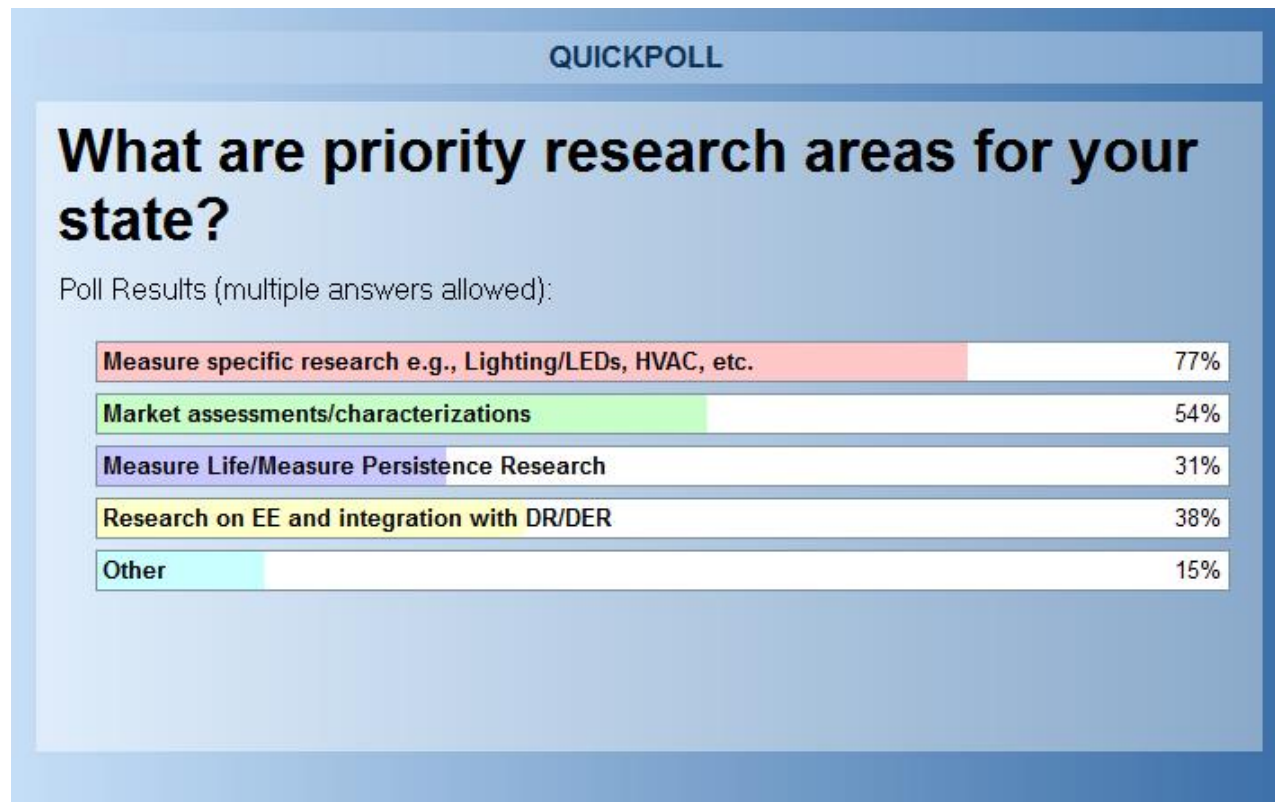 QUICKPOLL
What are priority research areas for your
state?
Poll Results (multiple answers allowed):
Measure specific research e.g., Lighting/LEDs, HVAC, etc. 77%
Market assessments/characterizations 54%
Measure Life/Measure Persistence Research 31%
Research on EE and integration with DR/DER 38%
Other 15%